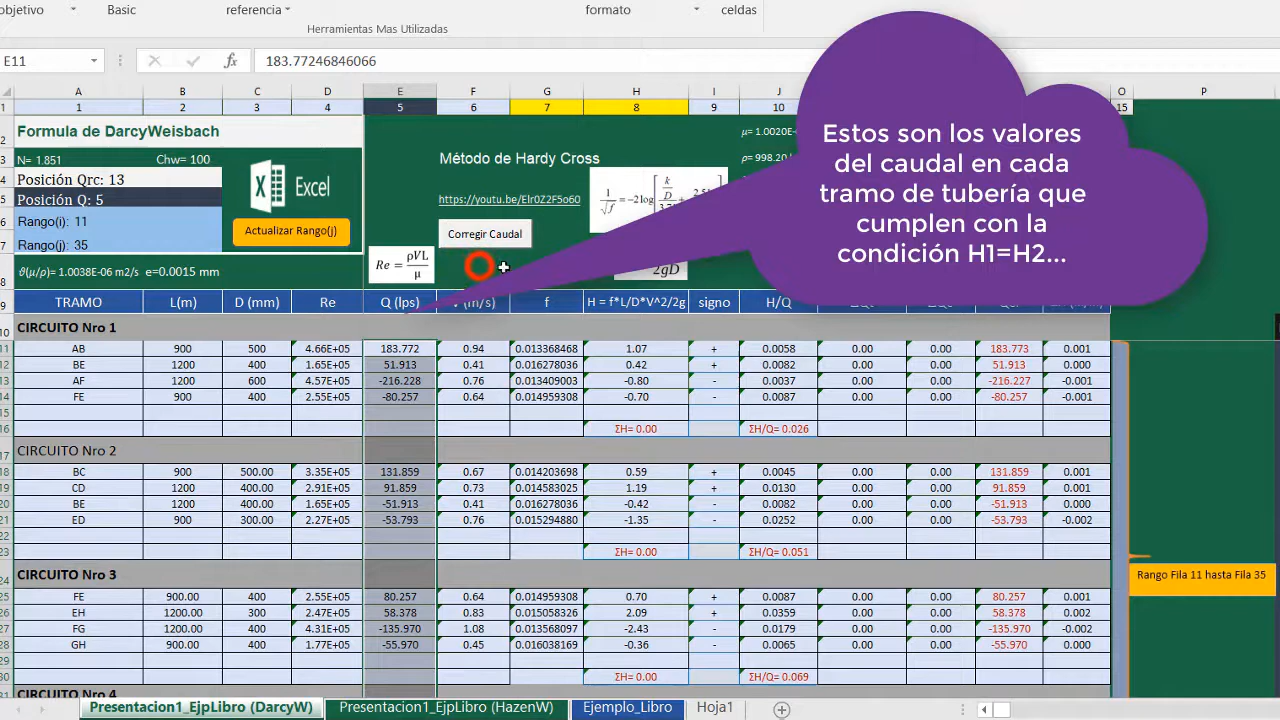 objetivo Basic referencia formato celdas
Herramientas Mas Utilizadas
E11 fx 183.77246846066
A B C D E F G H I J O P
1 1 2 3 4 5 6 7 8 9 10 15
Formula de DarcyWeisbach
N= 1.851 Chw= 100
Posición Qrc: 13
Posición Q: 5
Rango(i): 11
Rango(j): 35
Excel
Actualizar Rango(j)
ϑ(μ/ρ)= 1.0038E-06 m2/s e=0.0015 mm
Método de Hardy Cross
https://youtu.be/Elr0Z2F5o60
Corregir Caudal
Re = ρVL/μ
2gD
Estos son los valores
del caudal en cada
tramo de tubería que
cumplen con la
condición H1=H2...
TRAMO L(m) D (mm) Re Q (lps) (m/s) f H = f*L/D*V^2/2g signo H/Q
CIRCUITO Nro 1
11 AB 900 500 4.66E+05 183.772 0.94 0.013368468 1.07 + 0.0058 0.00 0.00 183.773 0.001
12 BE 1200 400 1.65E+05 51.913 0.41 0.016278036 0.42 + 0.0082 0.00 0.00 51.913 0.000
13 AF 1200 600 4.57E+05 -216.228 0.76 0.013409003 -0.80 - 0.0037 0.00 0.00 -216.227 -0.001
14 FE 900 400 2.55E+05 -80.257 0.64 0.014959308 -0.70 - 0.0087 0.00 0.00 -80.257 -0.001
15
16 ΣH= 0.00 ΣH/Q= 0.026
17 CIRCUITO Nro 2
18 BC 900 500.00 3.35E+05 131.859 0.67 0.014203698 0.59 + 0.0045 0.00 0.00 131.859 0.001
19 CD 1200 400.00 2.91E+05 91.859 0.73 0.014583025 1.19 + 0.0130 0.00 0.00 91.859 0.001
20 BE 1200 400.00 1.65E+05 -51.913 0.41 0.016278036 -0.42 - 0.0082 0.00 0.00 -51.913 0.000
21 ED 900 300.00 2.27E+05 -53.793 0.76 0.015294880 -1.35 - 0.0252 0.00 0.00 -53.793 -0.002
22
23 ΣH= 0.00 ΣH/Q= 0.051
24 CIRCUITO Nro 3
Rango Fila 11 hasta Fila 35
25 FE 900.00 400 2.55E+05 80.257 0.64 0.014959308 0.70 + 0.0087 0.00 0.00 80.257 0.001
26 EH 1200.00 300 2.47E+05 58.378 0.83 0.015058326 2.09 + 0.0359 0.00 0.00 58.378 0.002
27 FG 1200.00 400 4.31E+05 -135.970 1.08 0.013568097 -2.43 - 0.0179 0.00 0.00 -135.970 -0.002
28 GH 900.00 400 1.77E+05 -55.970 0.45 0.016038169 -0.36 - 0.0065 0.00 0.00 -55.970 0.000
29
30 ΣH= 0.00 ΣH/Q= 0.069
CIRCUITO Nro 4
Presentacion1_EjpLibro (DarcyW) Presentacion1_EjpLibro (HazenW) Ejemplo_Libro Hoja1